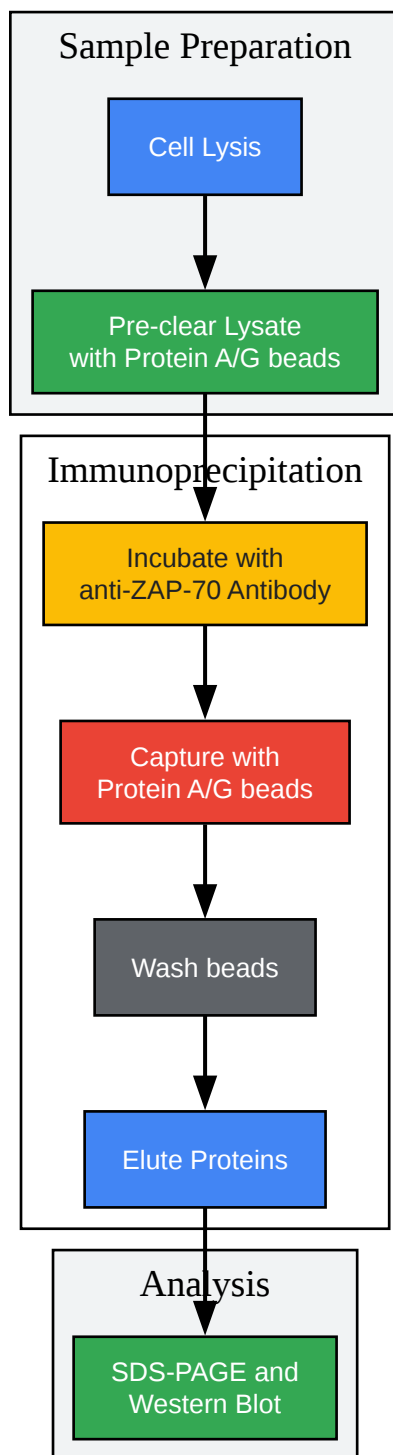 Sample Preparation
Cell Lysis
Pre-clear Lysate
with Protein A/G beads
Immunoprecipitation
Incubate with
anti-ZAP-70 Antibody
Capture with
Protein A/G beads
Wash beads
Elute Proteins
Analysis
SDS-PAGE and
Western Blot